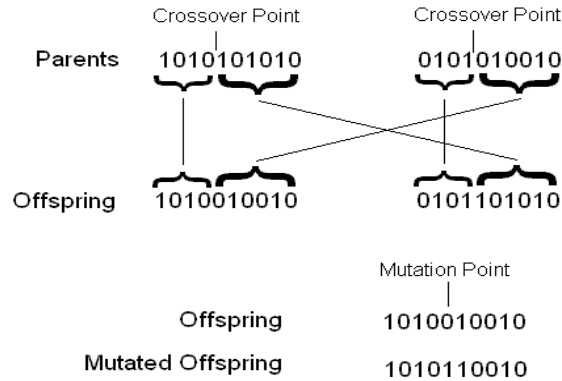 Crossover Point Crossover Point
Parents 1010101010 0101010010
Offspring 1010010010 0101101010
Mutation Point
Offspring 1010010010
Mutated Offspring 1010110010